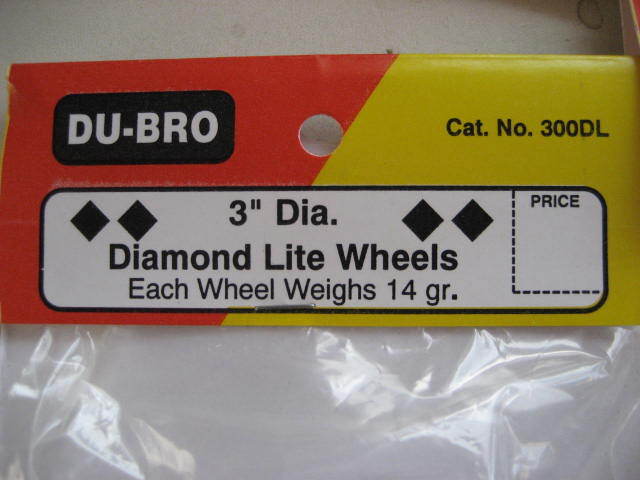 DU-BRO
Cat. No. 300DL
3" Dia.
PRICE
Diamond Lite Wheels
Each Wheel Weighs 14 gr.